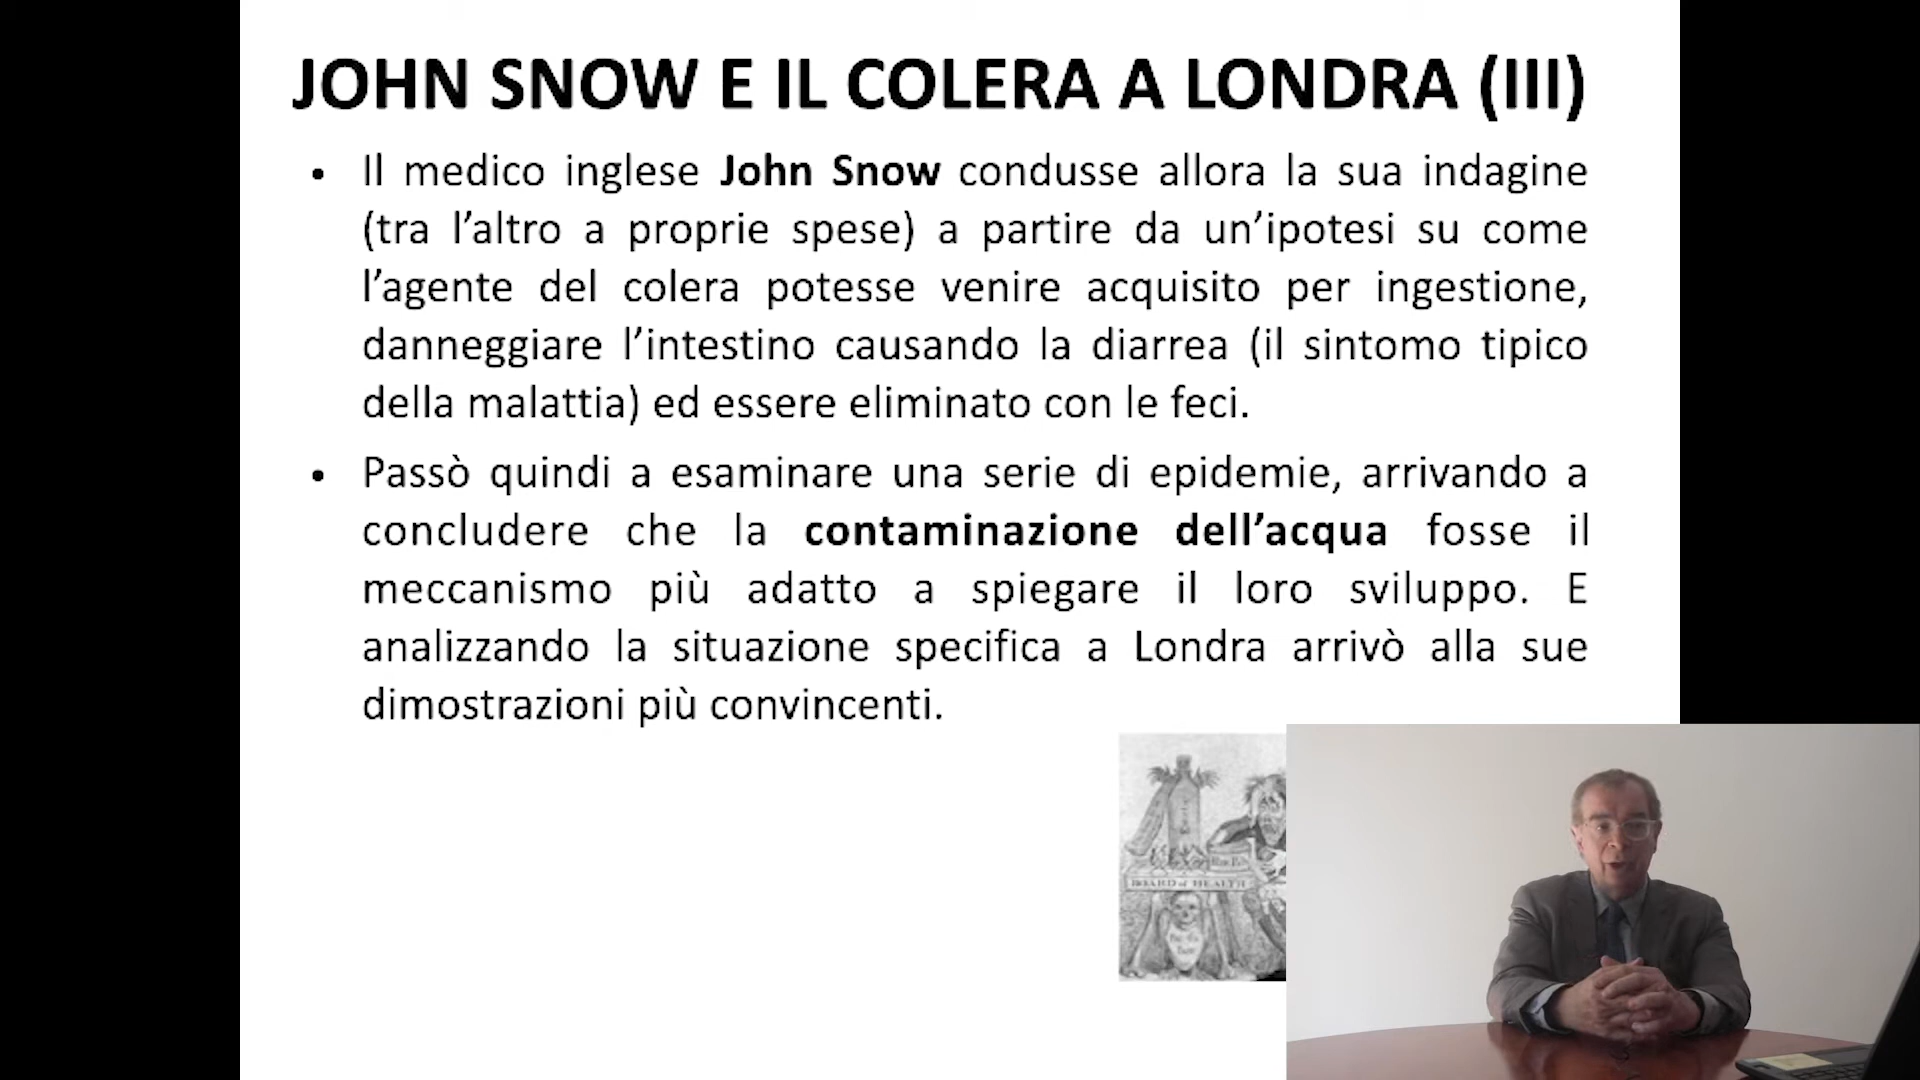 JOHN SNOW E IL COLERA A LONDRA (III)
• Il medico inglese John Snow condusse allora la sua indagine
(tra l’altro a proprie spese) a partire da un’ipotesi su come
l’agente del colera potesse venire acquisito per ingestione,
danneggiare l’intestino causando la diarrea (il sintomo tipico
della malattia) ed essere eliminato con le feci.
• Passò quindi a esaminare una serie di epidemie, arrivando a
concludere che la contaminazione dell’acqua fosse il
meccanismo più adatto a spiegare il loro sviluppo. E
analizzando la situazione specifica a Londra arrivò alla sue
dimostrazioni più convincenti.
BOARD of HEALTH